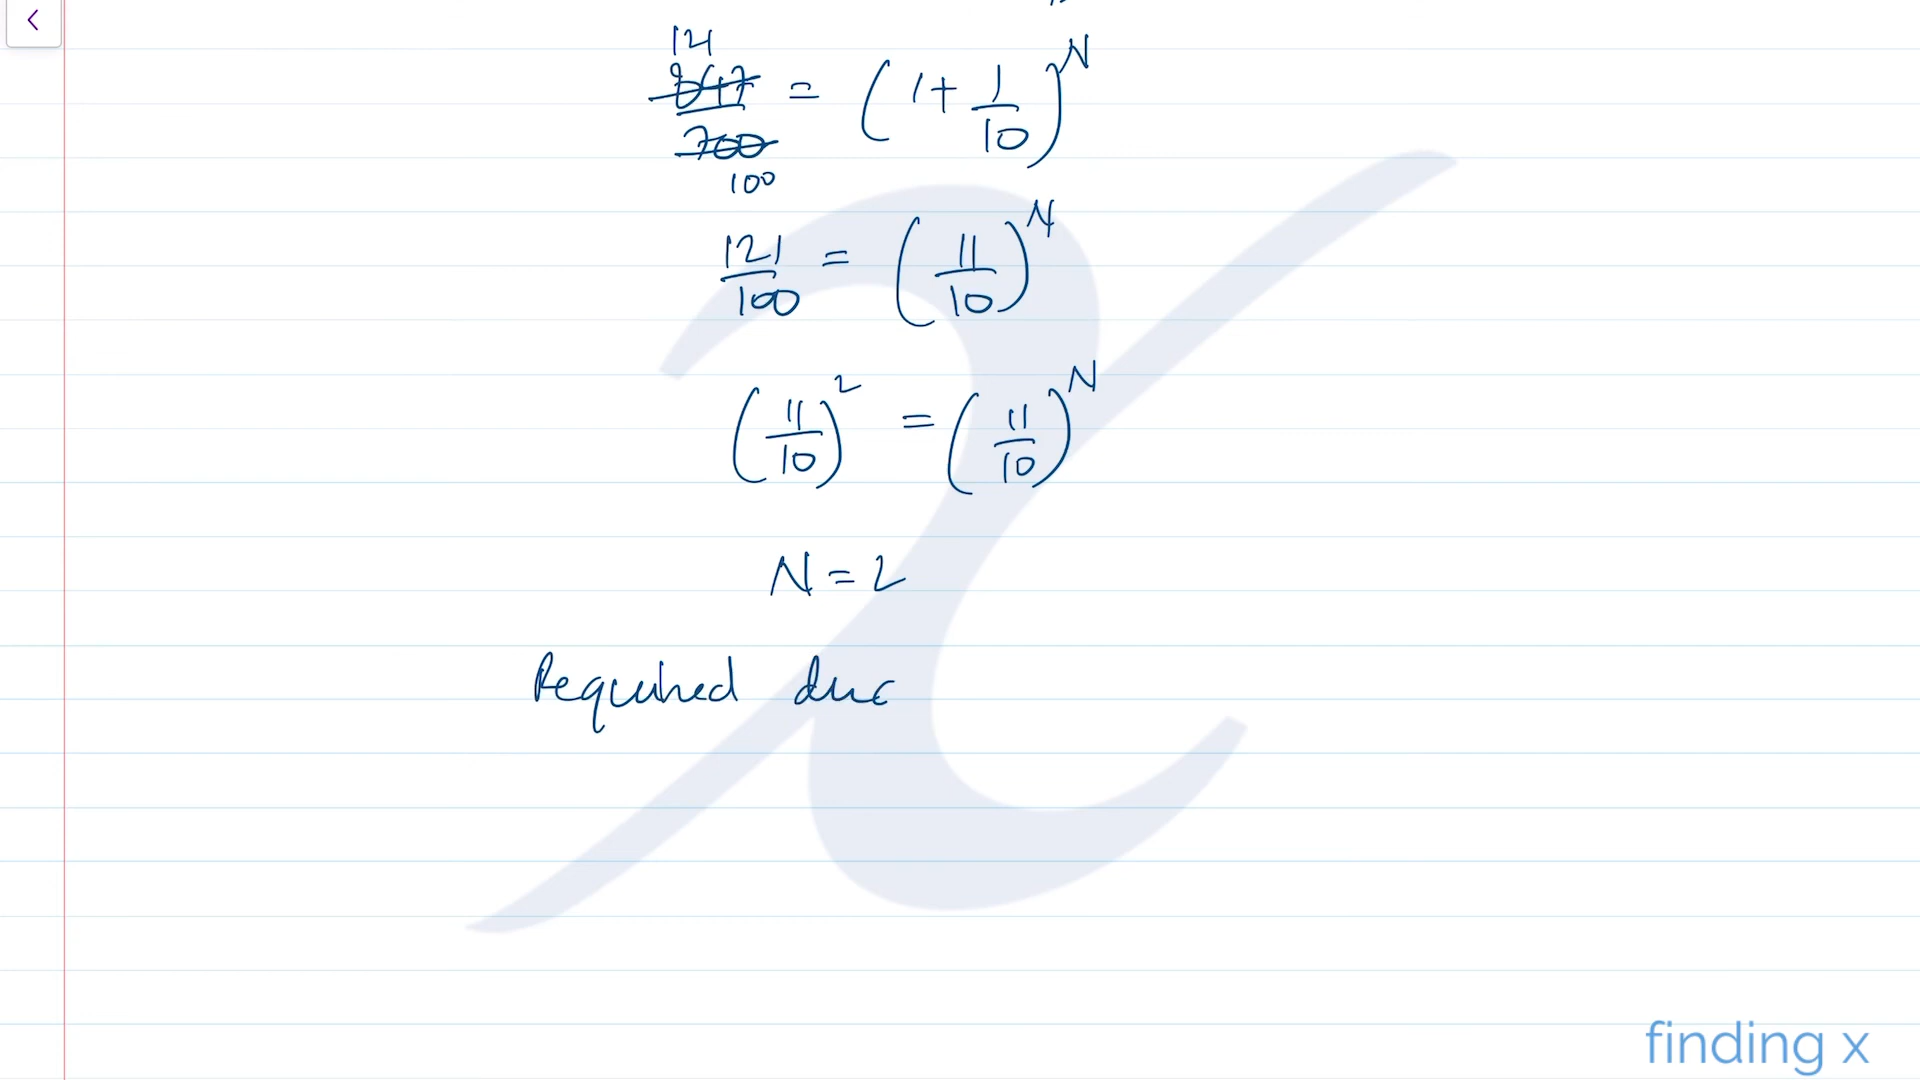 121
847/700 = (1 + 1/10)^N
100
121/100 = (11/10)^N
(11/10)^2 = (11/10)^N
N = 2
Required dur
finding x